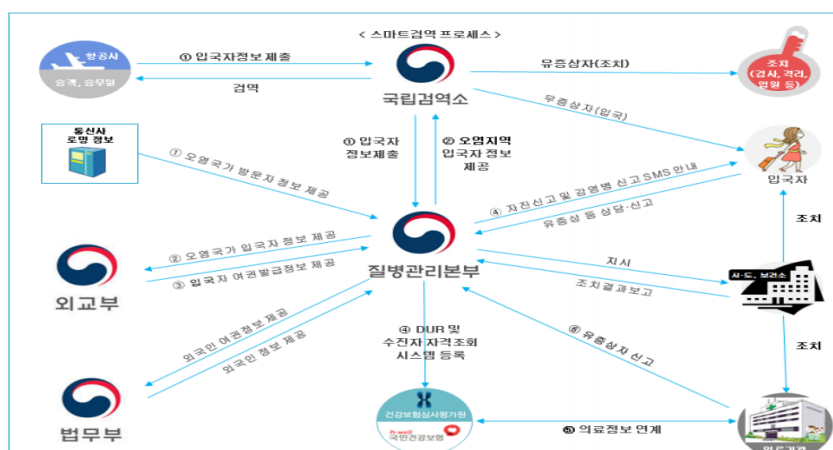 < 스마트검역 프로세스 >
항공사
승객, 승무원
① 입국자정보 제출
검역
국립검역소
유증상자(조치)
조치
(검사, 격리,
입원 등)
무증상자(입국)
통신사
로밍 정보
① 오염국가 방문자 정보 제공
① 입국자
정보제출
② 오염지역
입국자 정보
제공
④ 자진신고 및 감염병 신고 SMS 안내
유증상 등 상담·신고
입국자
조치
질병관리본부
② 오염국가 입국자 정보 제공
③ 입국자 여권발급정보 제공
외교부
지시
조치결과보고
시·도, 보건소
외국인 여권정보 제공
외국인 정보 제공
법무부
④ DUR 및
수진자 자격조회
시스템 등록
⑥ 유증상자 신고
조치
건강보험심사평가원
국민건강보험
⑤ 의료정보 연계
의료기관